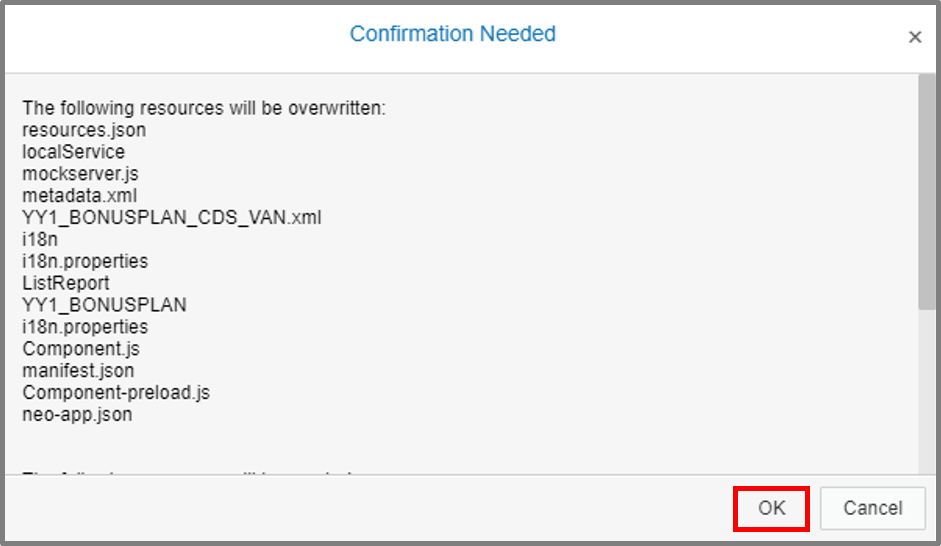 Confirmation Needed
×
The following resources will be overwritten:
resources.json
localService
mockserver.js
metadata.xml
YY1_BONUSPLAN_CDS_VAN.xml
i18n
i18n.properties
ListReport
YY1_BONUSPLAN
i18n.properties
Component.js
manifest.json
Component-preload.js
neo-app.json
OK Cancel